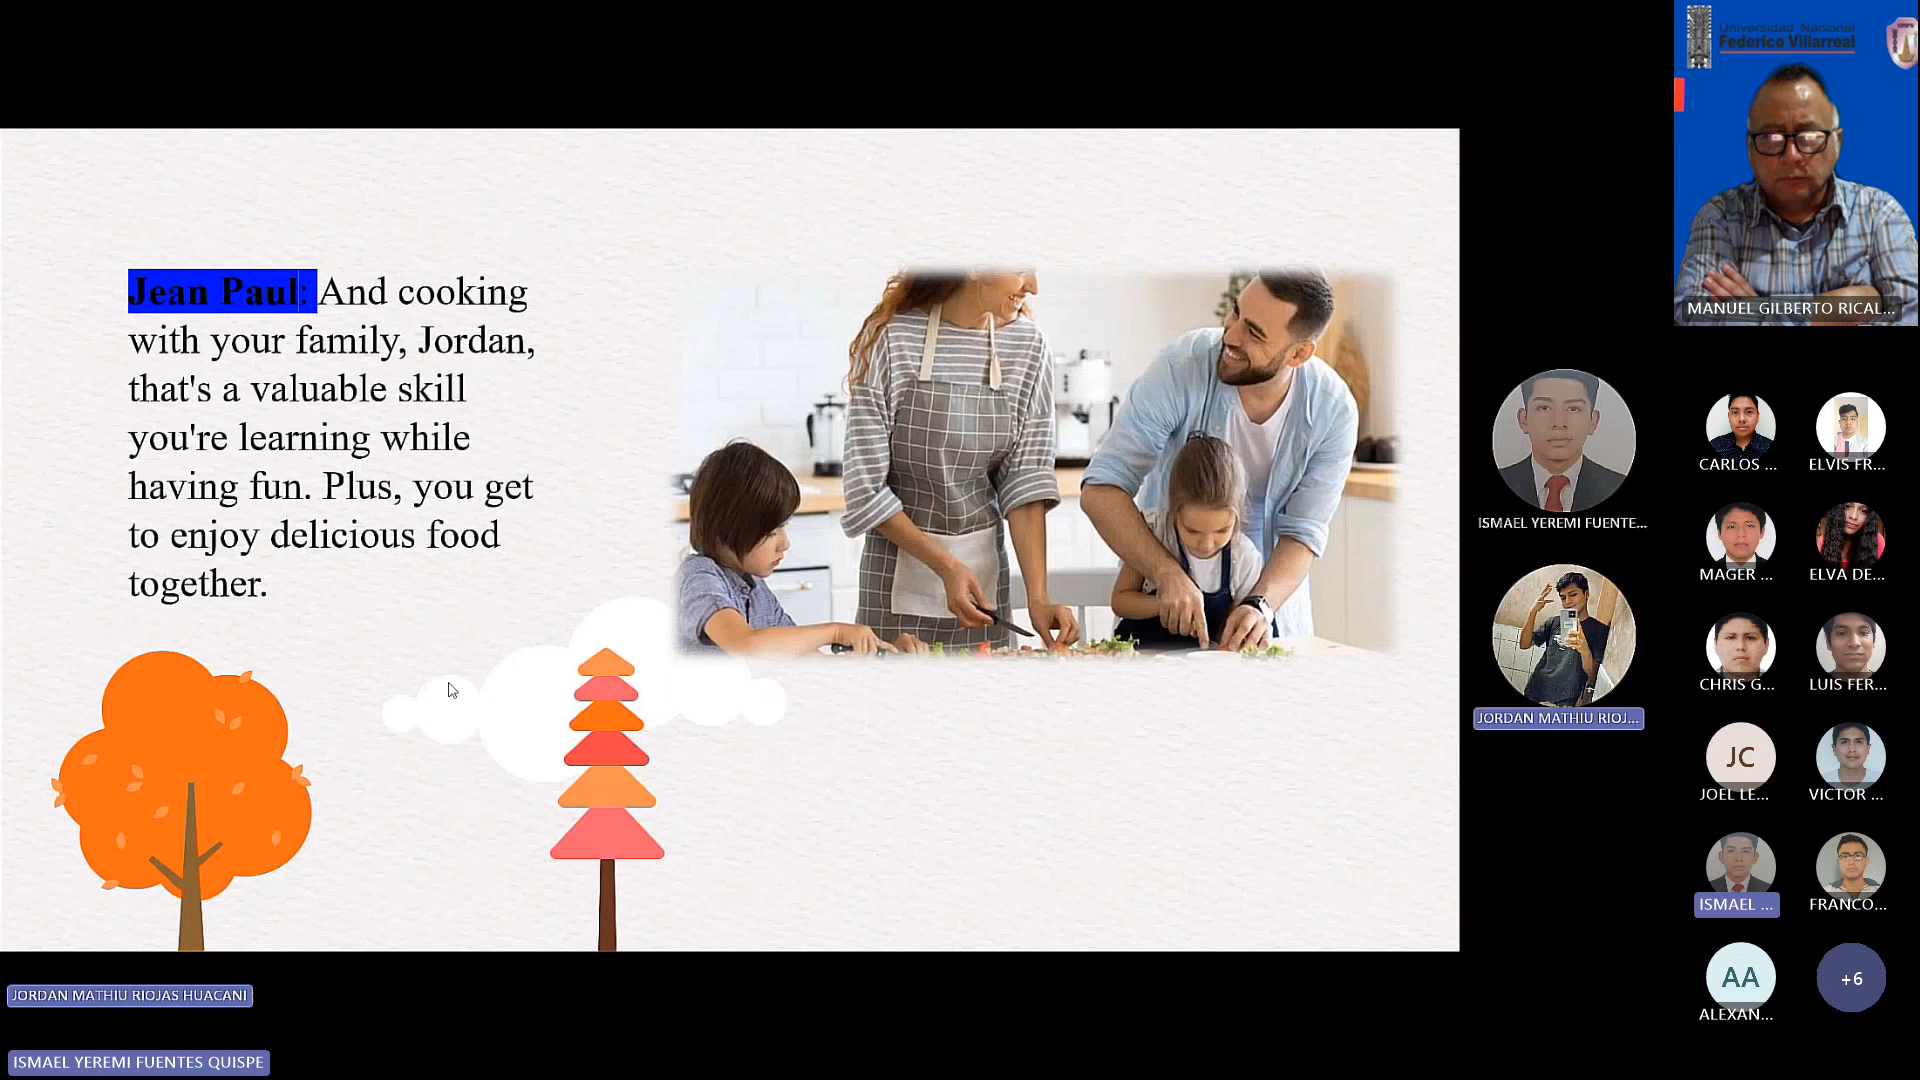 Universidad Nacional
Federico Villarreal
MANUEL GILBERTO RICAL...
Jean Paul: And cooking
with your family, Jordan,
that's a valuable skill
you're learning while
having fun. Plus, you get
to enjoy delicious food
together.
ISMAEL YEREMI FUENTE...
JORDAN MATHIU RIOJ...
CARLOS ...
ELVIS FR...
MAGER ...
ELVA DE...
CHRIS G...
LUIS FER...
JC
JOEL LE...
VICTOR ...
ISMAEL ...
FRANCO...
AA
ALEXAN...
+6
JORDAN MATHIU RIOJAS HUACANI
ISMAEL YEREMI FUENTES QUISPE